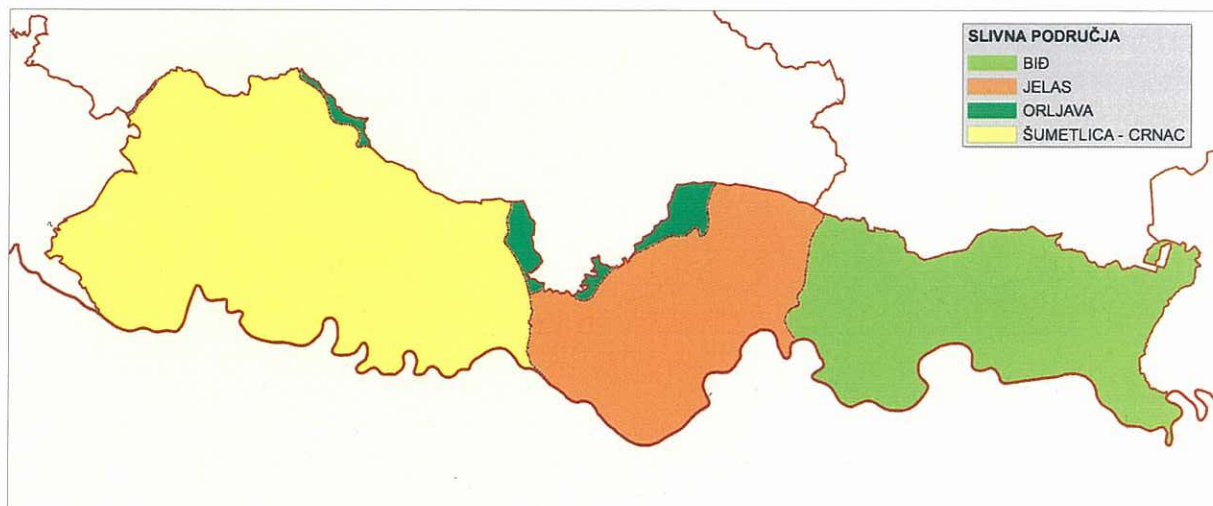 SLIVNA PODRUČJA
BIĐ
JELAS
ORLJAVA
ŠUMETLICA - CRNAC